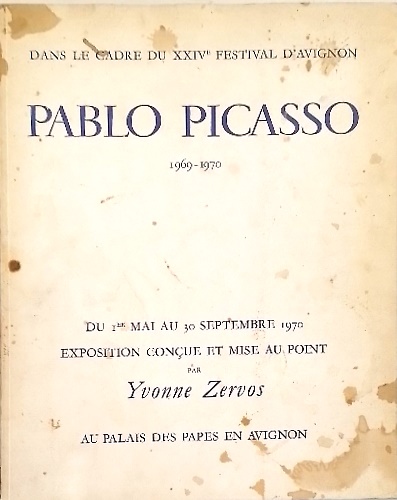 DANS LE CADRE DU XXIVᵉ FESTIVAL D'AVIGNON
PABLO PICASSO
1969-1970
DU 1ᵉʳ MAI AU 30 SEPTEMBRE 1970
EXPOSITION CONÇUE ET MISE AU POINT
PAR
Yvonne Zervos
AU PALAIS DES PAPES EN AVIGNON